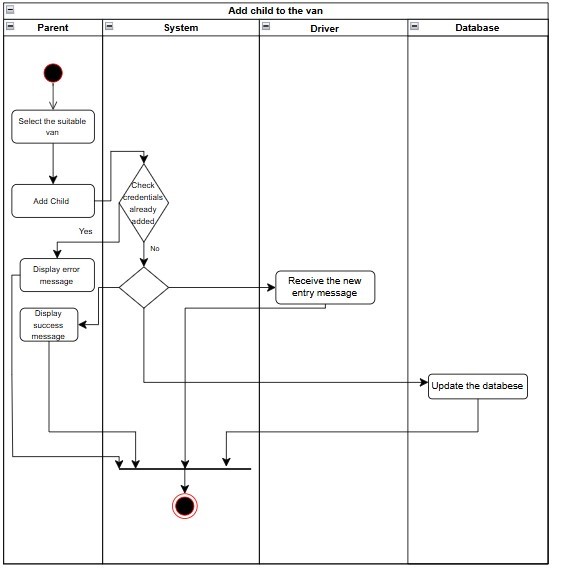 Add child to the van
Parent
System
Driver
Database
Select the suitable
van
Add Child
Check
credentials
already
added
Yes
No
Display error
message
Receive the new
entry message
Display
success
message
Update the databese